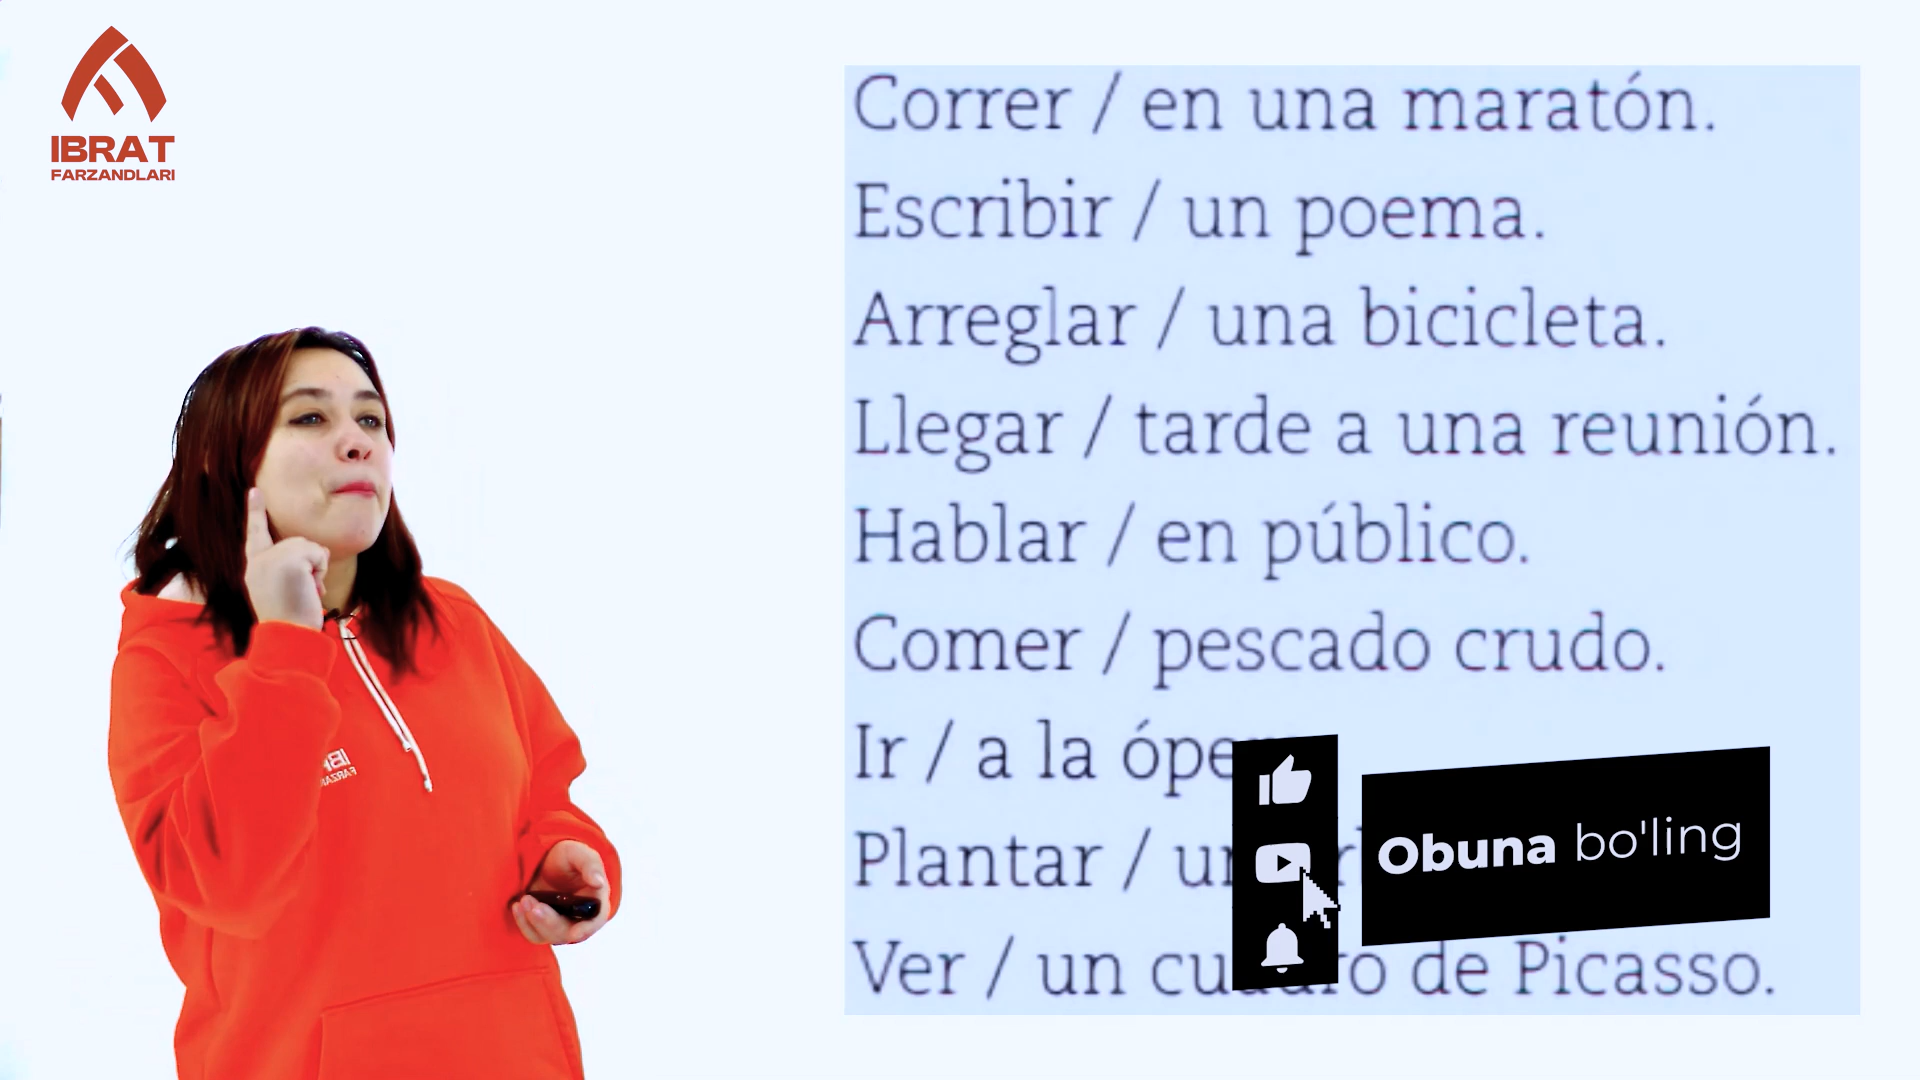 IBRAT
FARZANDLARI
Correr / en una maratón.
Escribir / un poema.
Arreglar / una bicicleta.
Llegar / tarde a una reunión.
Hablar / en público.
Comer / pescado crudo.
Ir / a la
Plantar /
Ver / un de Picasso.
Obuna bo'ling